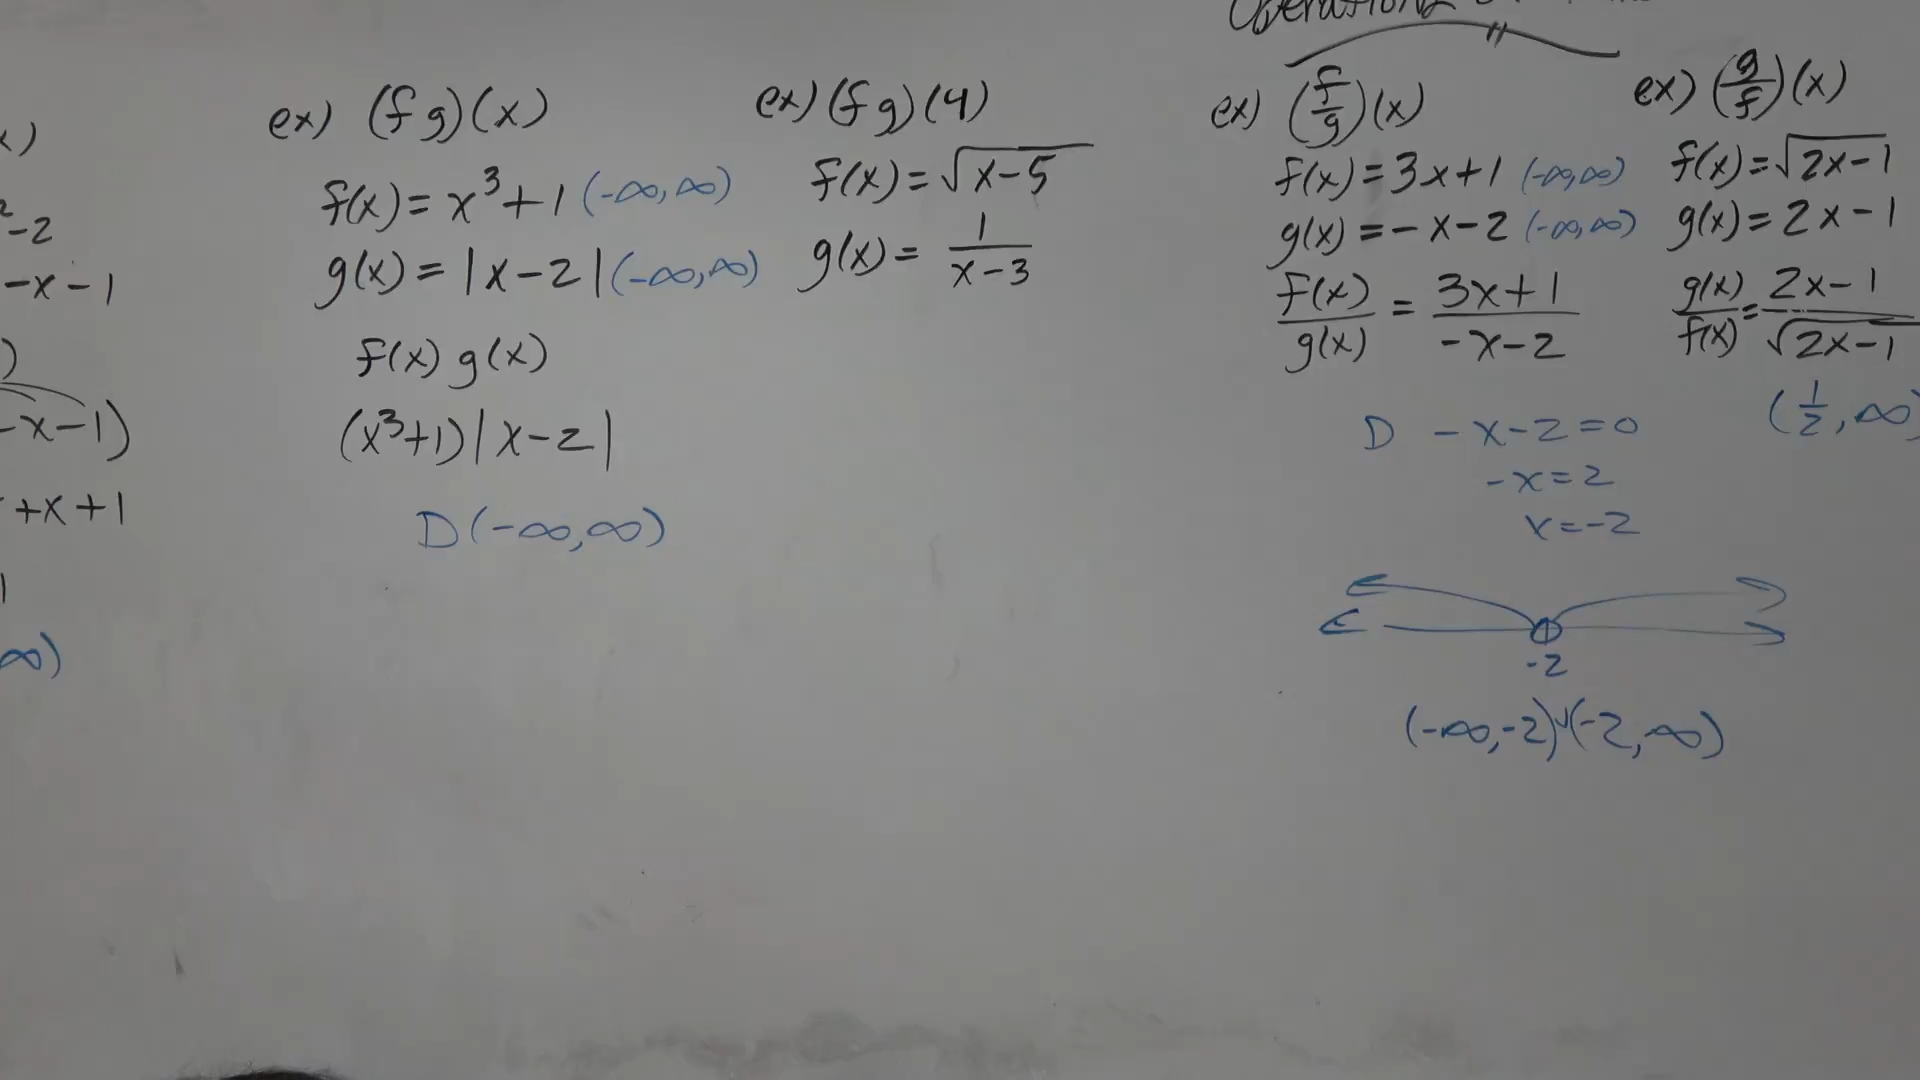 x)
-2
-x-1
)
-x-1)
+x+1
1
∞)
ex) (fg)(x)
f(x)=x³+1 (-∞,∞)
g(x)=|x-2| (-∞,∞)
f(x) g(x)
(x³+1)|x-2|
D(-∞,∞)
ex) (fg)(4)
f(x)=√(x-5)
g(x)=1/(x-3)
ex) (f/g)(x)
f(x)=3x+1 (-∞,∞)
g(x)=-x-2 (-∞,∞)
f(x)/g(x) = (3x+1)/(-x-2)
D -x-2=0
-x=2
x=-2
-2
(-∞,-2)∪(-2,∞)
ex) (g/f)(x)
f(x)=√(2x-1)
g(x)=2x-1
g(x)/f(x) = (2x-1)/√(2x-1)
(1/2,∞)